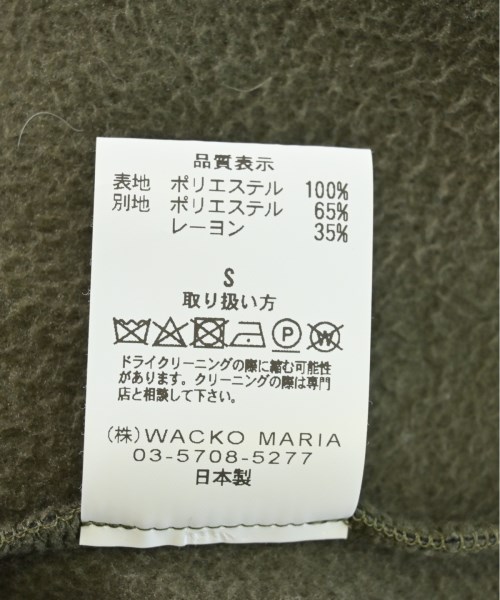 品質表示
表地 ポリエステル 100%
別地 ポリエステル 65%
レーヨン 35%
S
取り扱い方
P W
ドライクリーニングの際に縮む可能性
があります。クリーニングの際は専門
店と相談して下さい。
(株)WACKO MARIA
03-5708-5277
日本製